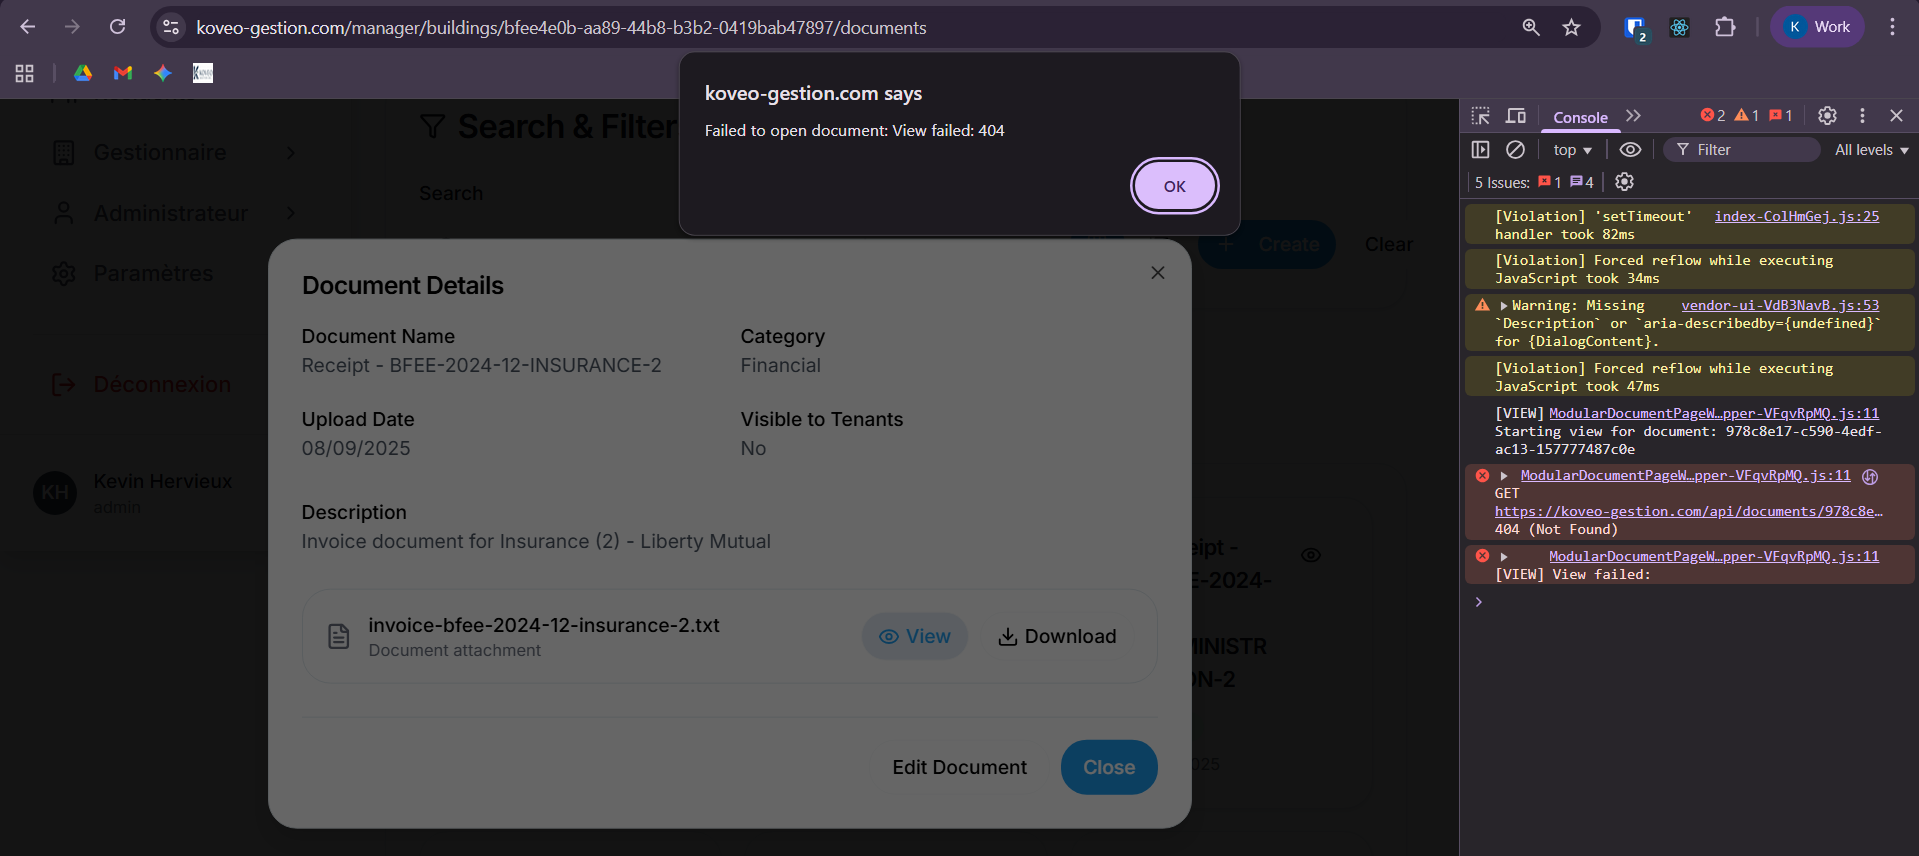 koveo-gestion.com/manager/buildings/bfee4e0b-aa89-44b8-b3b2-0419bab47897/documents
2
K Work
koveo-gestion.com says
Failed to open document: View failed: 404
OK
Gestionnaire
Administrateur
Paramètres
Déconnexion
KH
Kevin Hervieux
admin
Search & Filter
Search
Create
Clear
Document Details
Document Name
Receipt - BFEE-2024-12-INSURANCE-2
Category
Financial
Upload Date
08/09/2025
Visible to Tenants
No
Description
Invoice document for Insurance (2) - Liberty Mutual
invoice-bfee-2024-12-insurance-2.txt
Document attachment
View
Download
Edit Document
Close
eipt -
E-2024-
MINISTR
ON-2
025
Console
2 1 1
top
Filter
All levels
5 Issues: 1 4
[Violation] 'setTimeout' index-ColHmGej.js:25
handler took 82ms
[Violation] Forced reflow while executing
JavaScript took 34ms
Warning: Missing vendor-ui-VdB3NavB.js:53
`Description` or `aria-describedby={undefined}`
for {DialogContent}.
[Violation] Forced reflow while executing
JavaScript took 47ms
[VIEW] ModularDocumentPageW…pper-VFqvRpMQ.js:11
Starting view for document: 978c8e17-c590-4edf-
ac13-157777487c0e
ModularDocumentPageW…pper-VFqvRpMQ.js:11
GET
https://koveo-gestion.com/api/documents/978c8e…
404 (Not Found)
ModularDocumentPageW…pper-VFqvRpMQ.js:11
[VIEW] View failed: